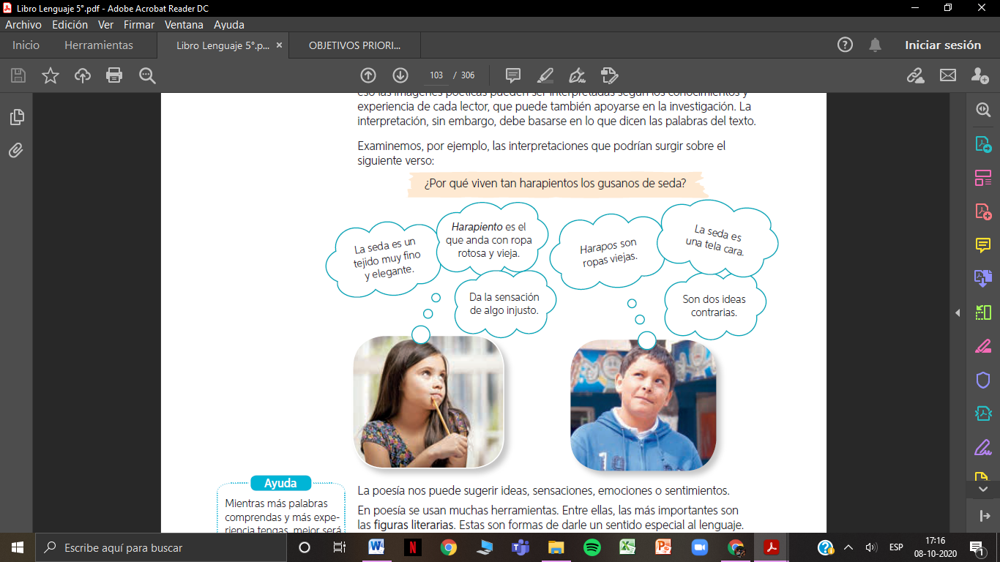 Libro Lenguaje 5°.pdf - Adobe Acrobat Reader DC
Archivo Edición Ver Firmar Ventana Ayuda
Inicio Herramientas Libro Lenguaje 5°.p... × OBJETIVOS PRIORI... Iniciar sesión
103 / 306
eso las imágenes poéticas pueden ser interpretadas según los conocimientos y
experiencia de cada lector, que puede también apoyarse en la investigación. La
interpretación, sin embargo, debe basarse en lo que dicen las palabras del texto.
Examinemos, por ejemplo, las interpretaciones que podrían surgir sobre el
siguiente verso:
¿Por qué viven tan harapientos los gusanos de seda?
La seda es un
tejido muy fino
y elegante.
Harapiento es el
que anda con ropa
rotosa y vieja.
Da la sensación
de algo injusto.
Harapos son
ropas viejas.
La seda es
una tela cara.
Son dos ideas
contrarias.
La poesía nos puede sugerir ideas, sensaciones, emociones o sentimientos.
En poesía se usan muchas herramientas. Entre ellas, las más importantes son
las figuras literarias. Estas son formas de darle un sentido especial al lenguaje.
Ayuda
Mientras más palabras
comprendas y más expe-
riencia tengas, mejor será
Escribe aquí para buscar
ESP
17:16
08-10-2020
1